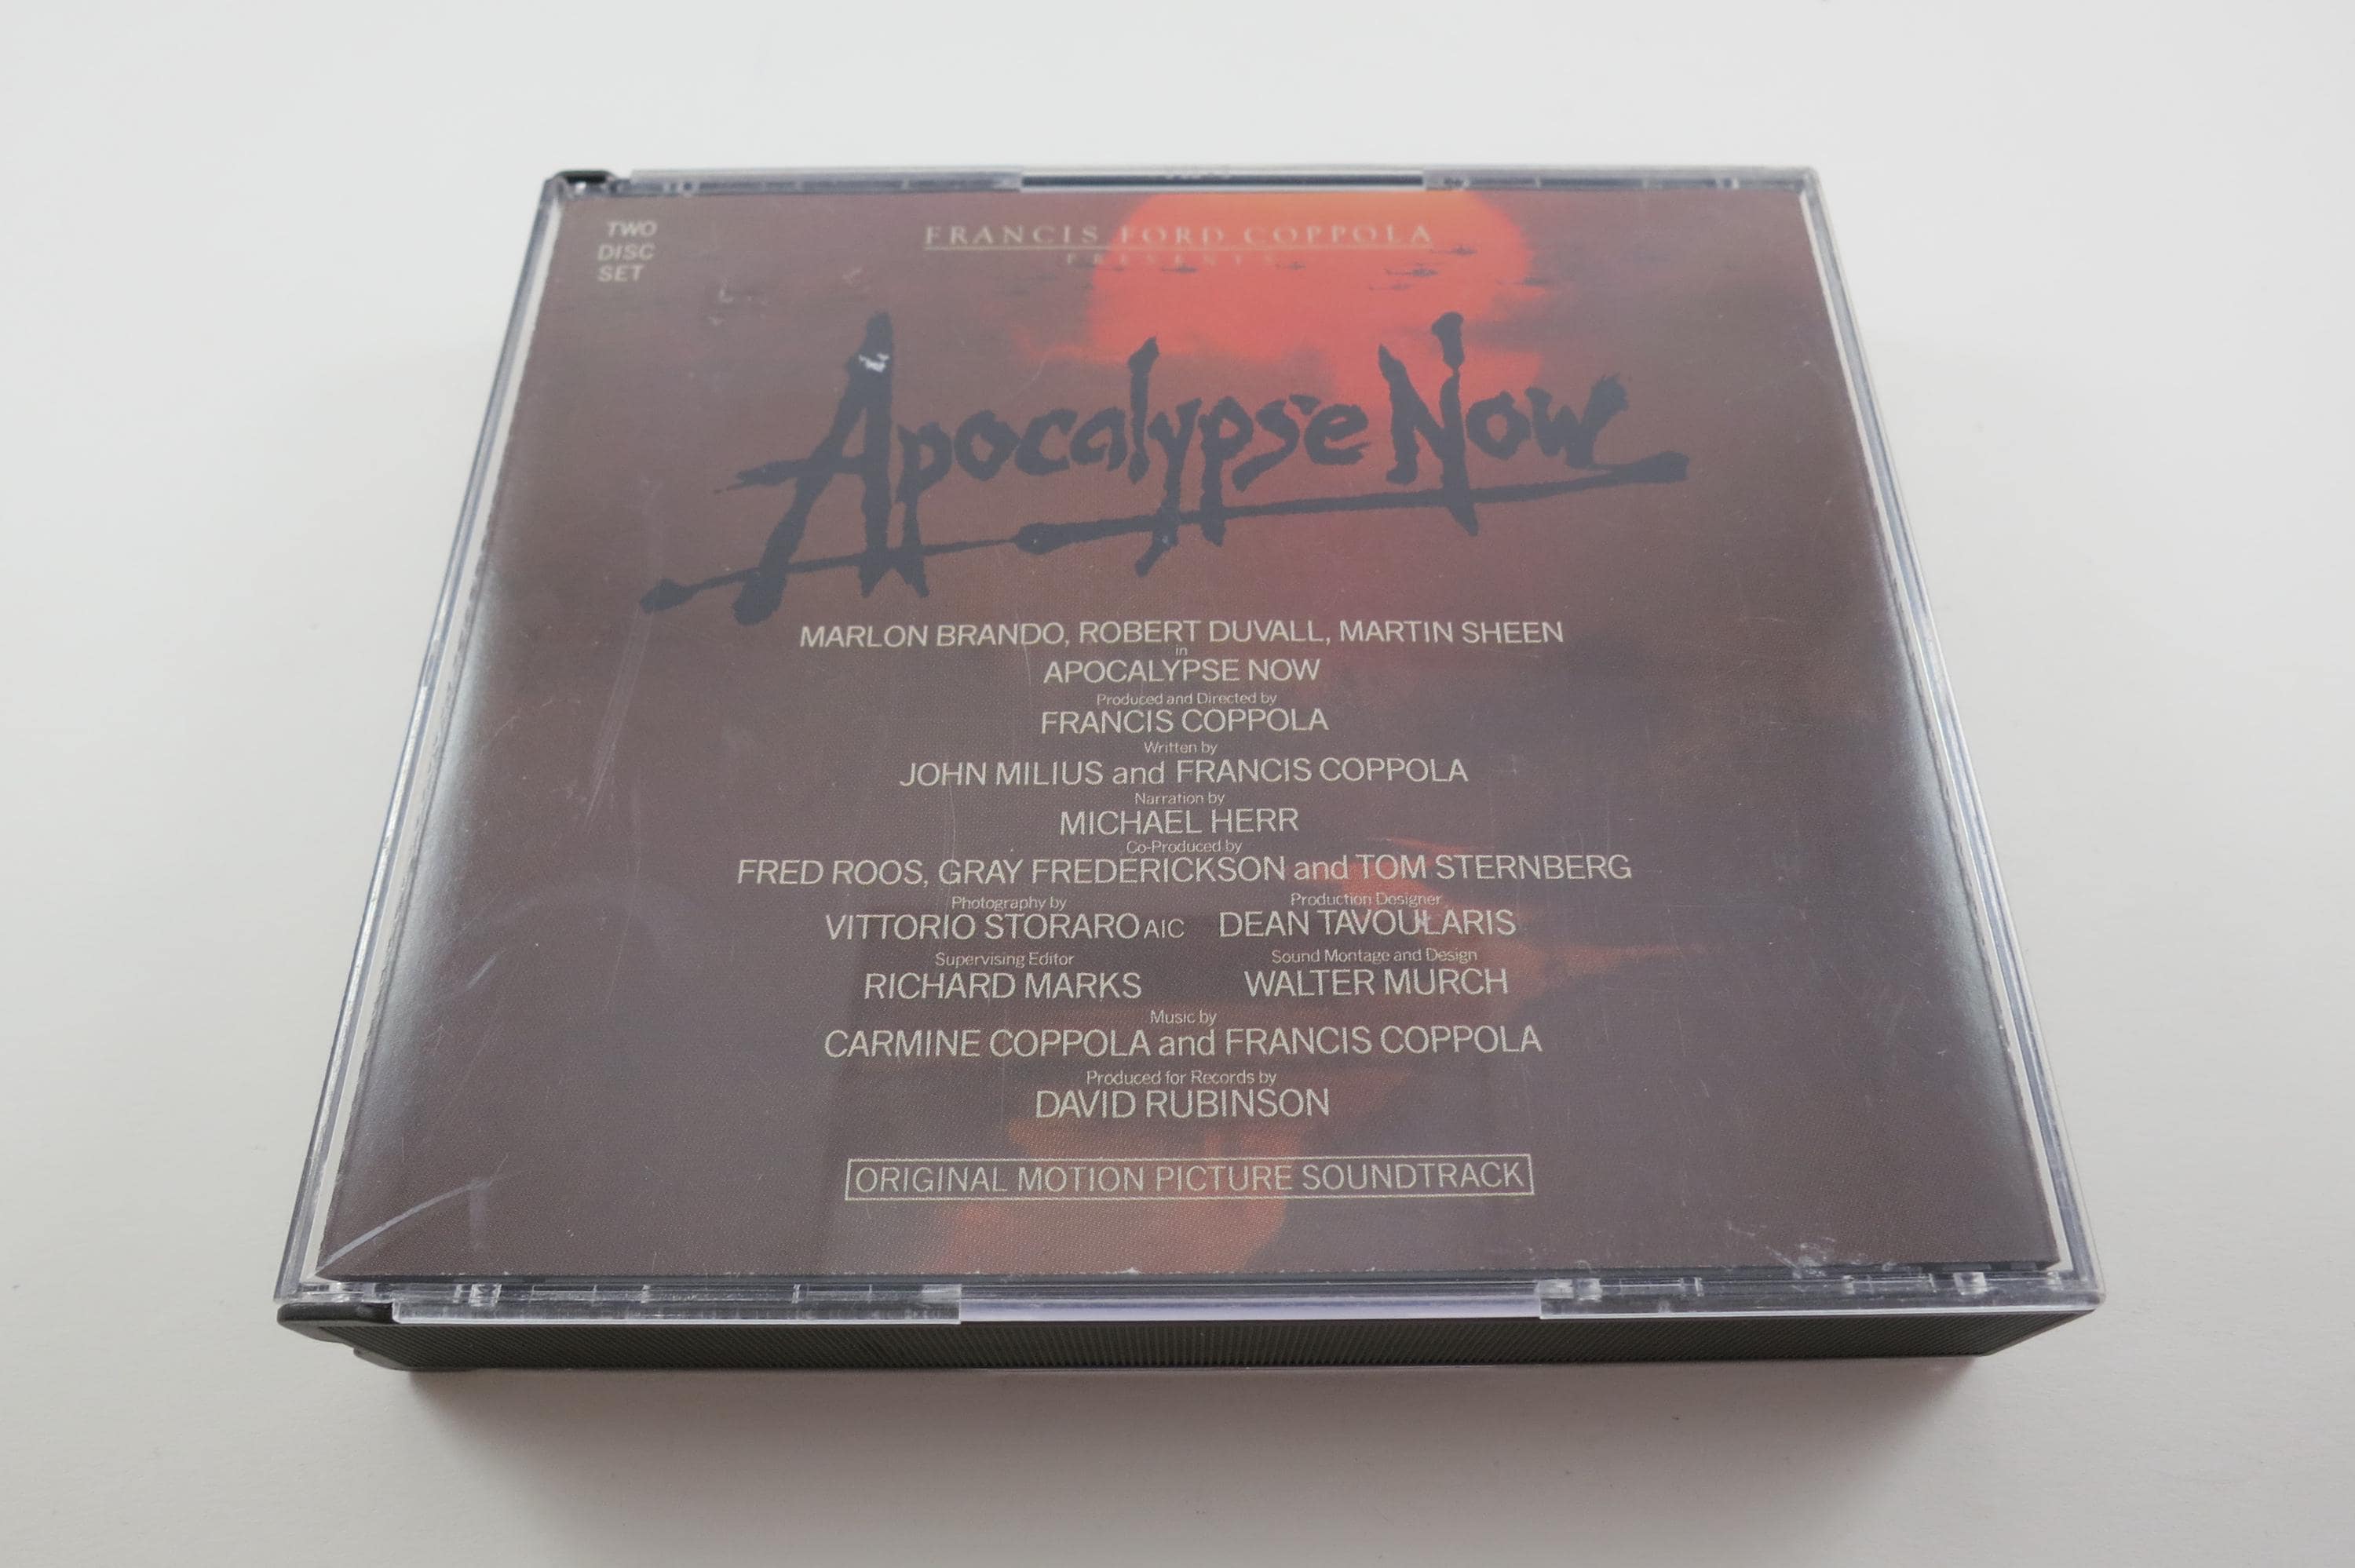 TWO
DISC
SET
FRANCIS FORD COPPOLA
PRESENTS
Apocalypse Now
MARLON BRANDO, ROBERT DUVALL, MARTIN SHEEN
in
APOCALYPSE NOW
Produced and Directed by
FRANCIS COPPOLA
Written by
JOHN MILIUS and FRANCIS COPPOLA
Narration by
MICHAEL HERR
Co-Produced by
FRED ROOS, GRAY FREDERICKSON and TOM STERNBERG
Photography by
VITTORIO STORARO AIC
Production Designer
DEAN TAVOULARIS
Supervising Editor
RICHARD MARKS
Sound Montage and Design
WALTER MURCH
Music by
CARMINE COPPOLA and FRANCIS COPPOLA
Produced for Records by
DAVID RUBINSON
ORIGINAL MOTION PICTURE SOUNDTRACK